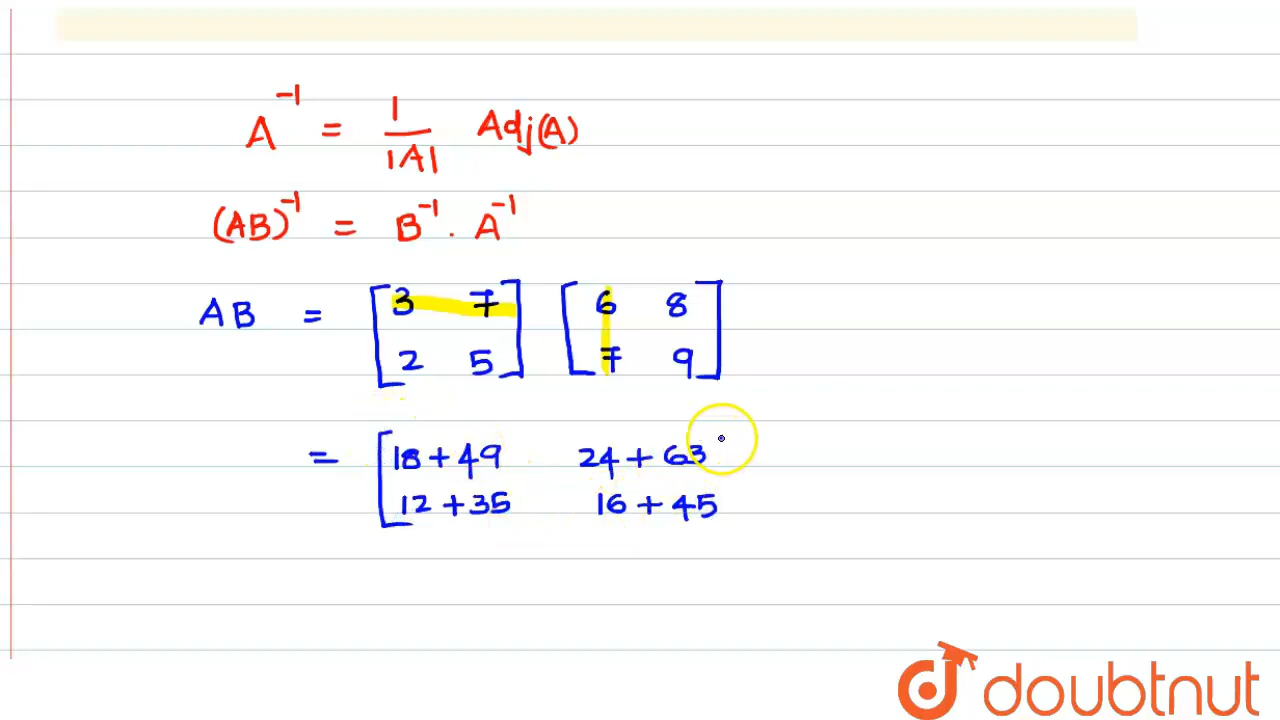 A⁻¹ = 1/|A| Adj(A)
(AB)⁻¹ = B⁻¹ . A⁻¹
AB = [3 7] [6 8]
[2 5] [7 9]
= [18+49 24+63
12+35 16+45
doubtnut